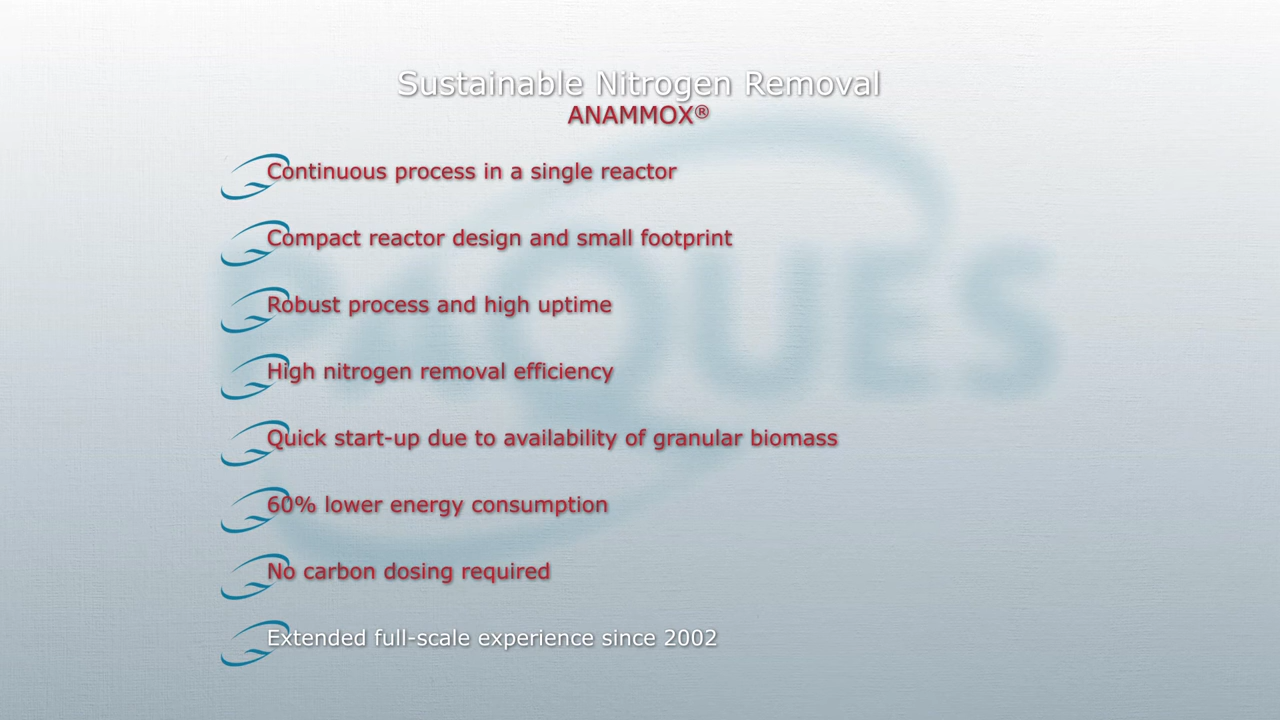 Sustainable Nitrogen Removal
ANAMMOX®
Continuous process in a single reactor
Compact reactor design and small footprint
Robust process and high uptime
High nitrogen removal efficiency
Quick start-up due to availability of granular biomass
60% lower energy consumption
No carbon dosing required
Extended full-scale experience since 2002
PAQUES